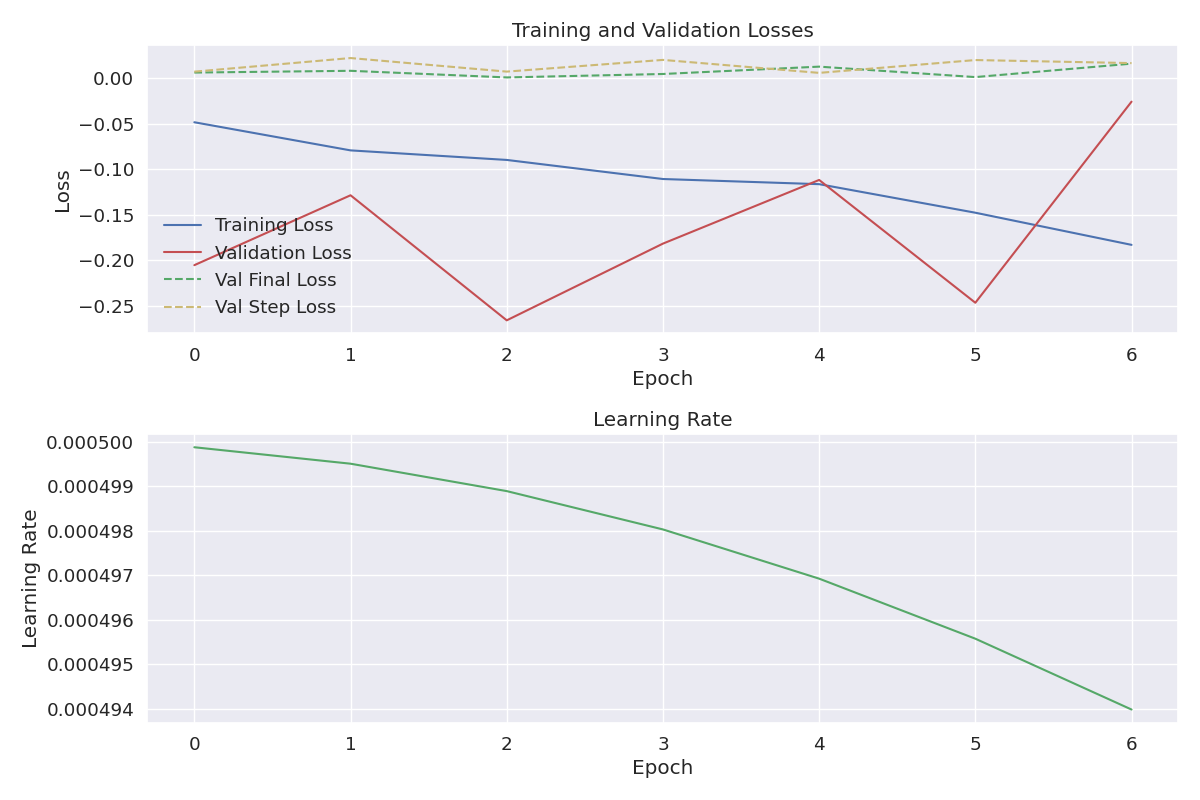 Training and Validation Losses
0.00
−0.05
−0.10
−0.15
−0.20
−0.25
Loss
Training Loss
Validation Loss
Val Final Loss
Val Step Loss
0 1 2 3 4 5 6
Epoch
Learning Rate
0.000500
0.000499
0.000498
0.000497
0.000496
0.000495
0.000494
Learning Rate
0 1 2 3 4 5 6
Epoch